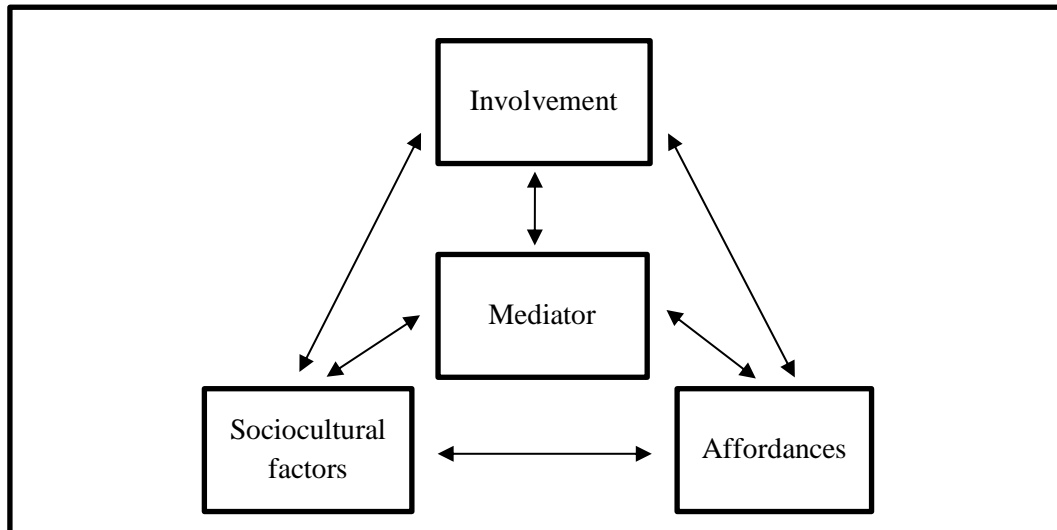 Involvement
Mediator
Sociocultural
factors
Affordances